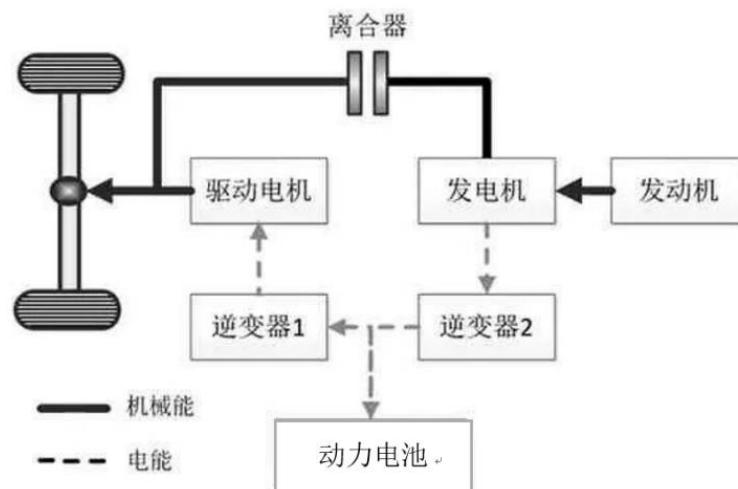 离合器
驱动电机
发电机
发动机
逆变器1
逆变器2
机械能
电能
动力电池